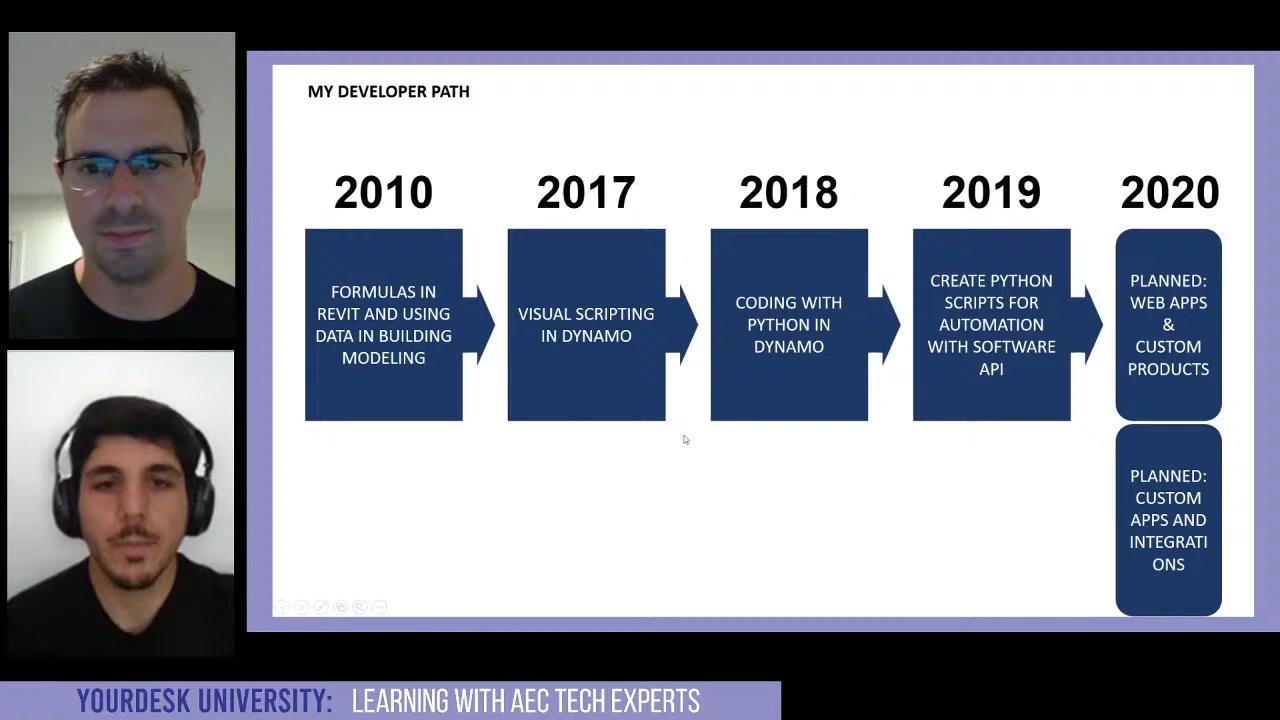 MY DEVELOPER PATH
2010
2017
2018
2019
2020
FORMULAS IN
REVIT AND USING
DATA IN BUILDING
MODELING
VISUAL SCRIPTING
IN DYNAMO
CODING WITH
PYTHON IN
DYNAMO
CREATE PYTHON
SCRIPTS FOR
AUTOMATION
WITH SOFTWARE
API
PLANNED:
WEB APPS
&
CUSTOM
PRODUCTS
PLANNED:
CUSTOM
APPS AND
INTEGRATI
ONS
YOURDESK UNIVERSITY: LEARNING WITH AEC TECH EXPERTS